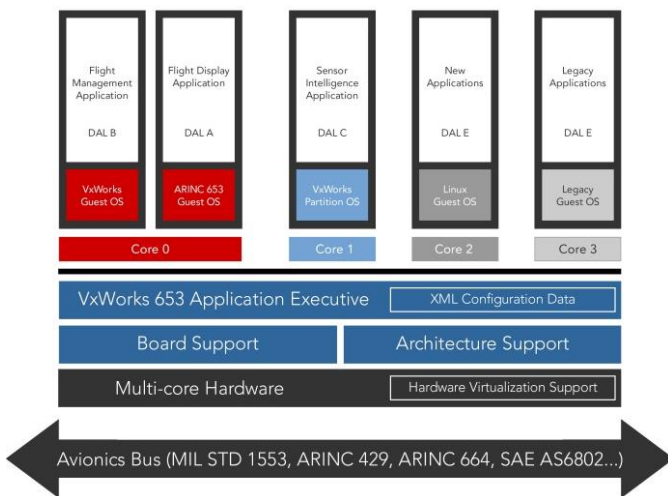 Flight
Management
Application
DAL B
Flight Display
Application
DAL A
Sensor
Intelligence
Application
DAL C
New
Applications
DAL E
Legacy
Applications
DAL E
VxWorks
Guest OS
ARINC 653
Guest OS
VxWorks
Partition OS
Linux
Guest OS
Legacy
Guest OS
Core 0
Core 1
Core 2
Core 3
VxWorks 653 Application Executive
XML Configuration Data
Board Support
Architecture Support
Multi-core Hardware
Hardware Virtualization Support
Avionics Bus (MIL STD 1553, ARINC 429, ARINC 664, SAE AS6802...)